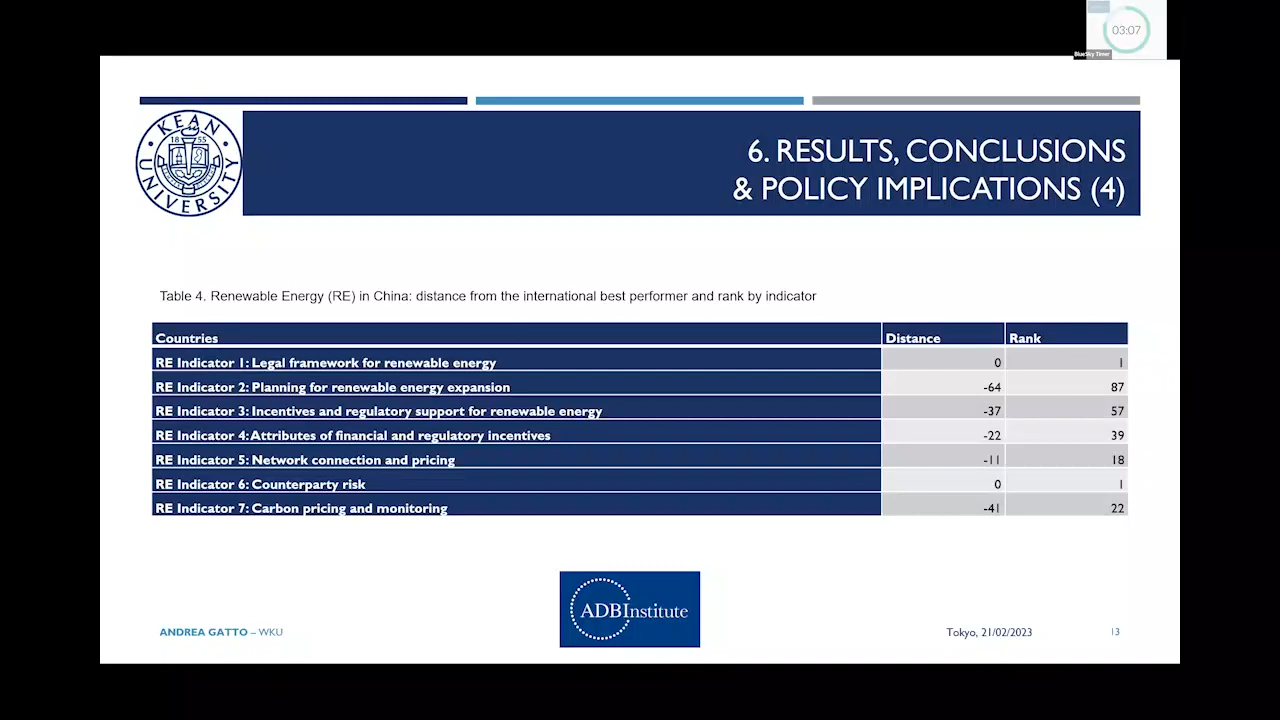 03:07
BlueSky Timer
KEAN UNIVERSITY
1855
6. RESULTS, CONCLUSIONS
& POLICY IMPLICATIONS (4)
Table 4. Renewable Energy (RE) in China: distance from the international best performer and rank by indicator
Countries Distance Rank
RE Indicator 1: Legal framework for renewable energy 0 1
RE Indicator 2: Planning for renewable energy expansion -64 87
RE Indicator 3: Incentives and regulatory support for renewable energy -37 57
RE Indicator 4: Attributes of financial and regulatory incentives -22 39
RE Indicator 5: Network connection and pricing -11 18
RE Indicator 6: Counterparty risk 0 1
RE Indicator 7: Carbon pricing and monitoring -41 22
ADBInstitute
ANDREA GATTO – WKU Tokyo, 21/02/2023 13